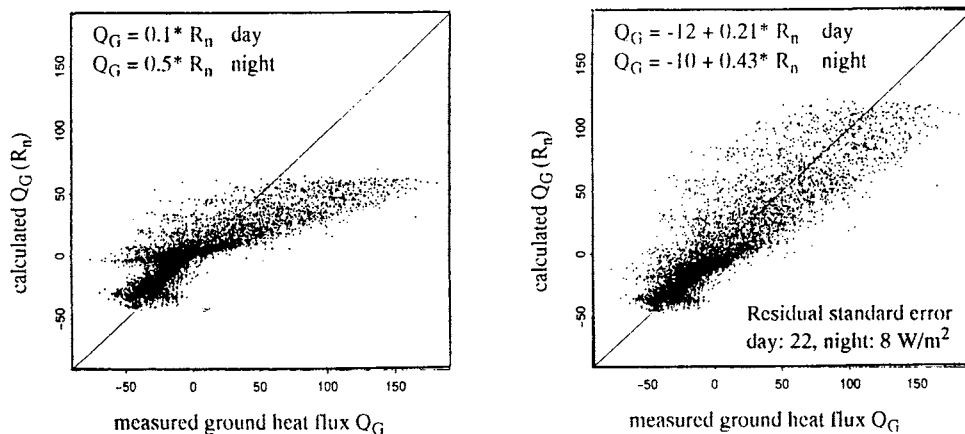 Q_G = 0.1* R_n day
Q_G = 0.5* R_n night
150
100
50
0
-50
calculated Q_G (R_n)
-50 0 50 100 150
measured ground heat flux Q_G
Q_G = -12 + 0.21* R_n day
Q_G = -10 + 0.43* R_n night
150
100
50
0
-50
calculated Q_G (R_n)
Residual standard error
day: 22, night: 8 W/m²
-50 0 50 100 150
measured ground heat flux Q_G